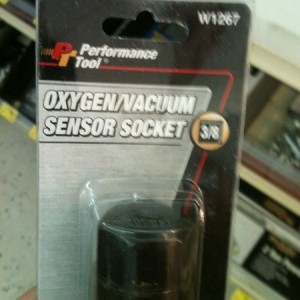 W1267
PT Performance
Tool®
OXYGEN/VACUUM
SENSOR SOCKET 3/8